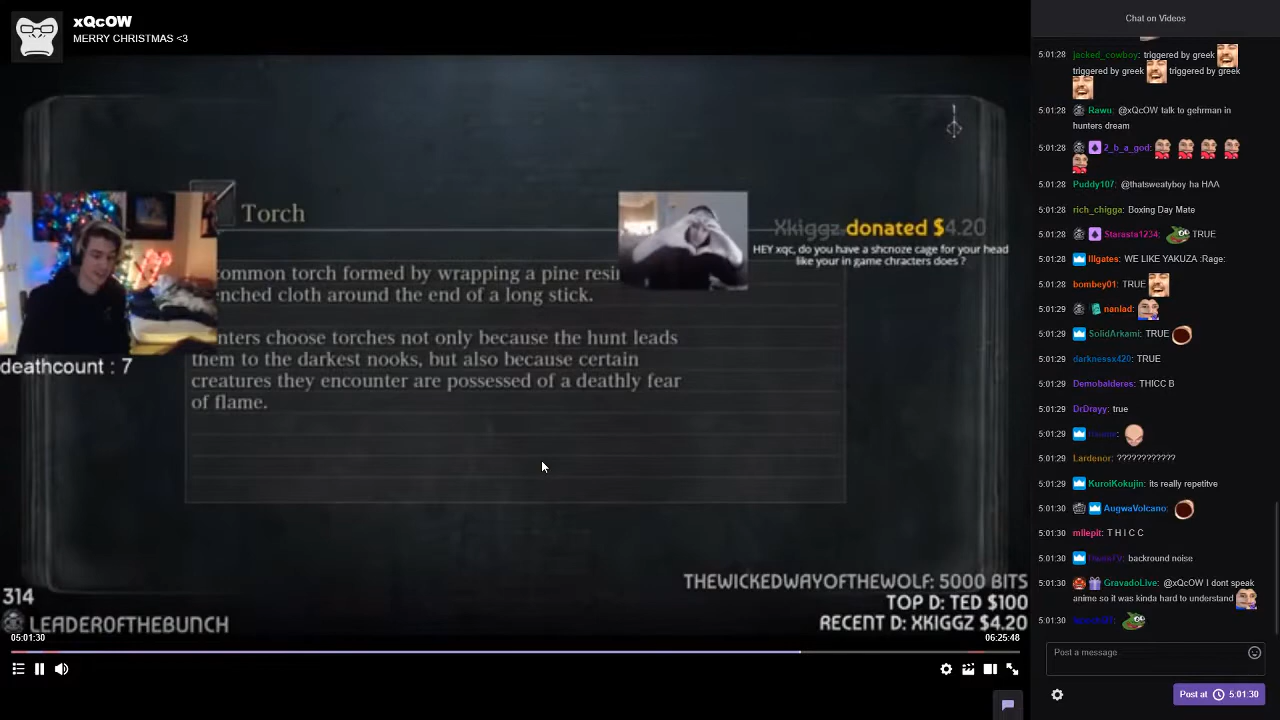 xQcOW
MERRY CHRISTMAS <3
Torch
Xkiggz donated $4.20
HEY xqc, do you have a shcnoze cage for your head
like your in game chracters does ?
common torch formed by wrapping a pine resin
enched cloth around the end of a long stick.
nters choose torches not only because the hunt leads
them to the darkest nooks, but also because certain
creatures they encounter are possessed of a deathly fear
of flame.
deathcount : 7
314
LEADEROFTHEBUNCH
THEWICKEDWAYOFTHEWOLF: 5000 BITS
TOP D: TED $100
RECENT D: XKIGGZ $4.20
05:01:30
06:25:48
Chat on Videos
5:01:28 jacked_cowboy: triggered by greek
triggered by greek triggered by greek
5:01:28 Rawu: @xQcOW talk to gehrman in
hunters dream
5:01:28 2_b_a_god:
5:01:28 Puddy107: @thatsweatyboy ha HAA
5:01:28 rich_chigga: Boxing Day Mate
5:01:28 Starasta1234: TRUE
5:01:28 Illgates: WE LIKE YAKUZA :Rage:
5:01:28 bombey01: TRUE
5:01:29 nanlad:
5:01:29 SolidArkami: TRUE
5:01:29 darknessx420: TRUE
5:01:29 Demobalderes: THICC B
5:01:29 DrDrayy: true
5:01:29
5:01:29 Lardenor: ????????????
5:01:29 KuroiKokujin: its really repetitve
5:01:30 AugwaVolcano:
5:01:30 milepit: T H I C C
5:01:30 backround noise
5:01:30 GravadoLive: @xQcOW I dont speak
anime so it was kinda hard to understand
5:01:30
Post a message
Post at 5:01:30